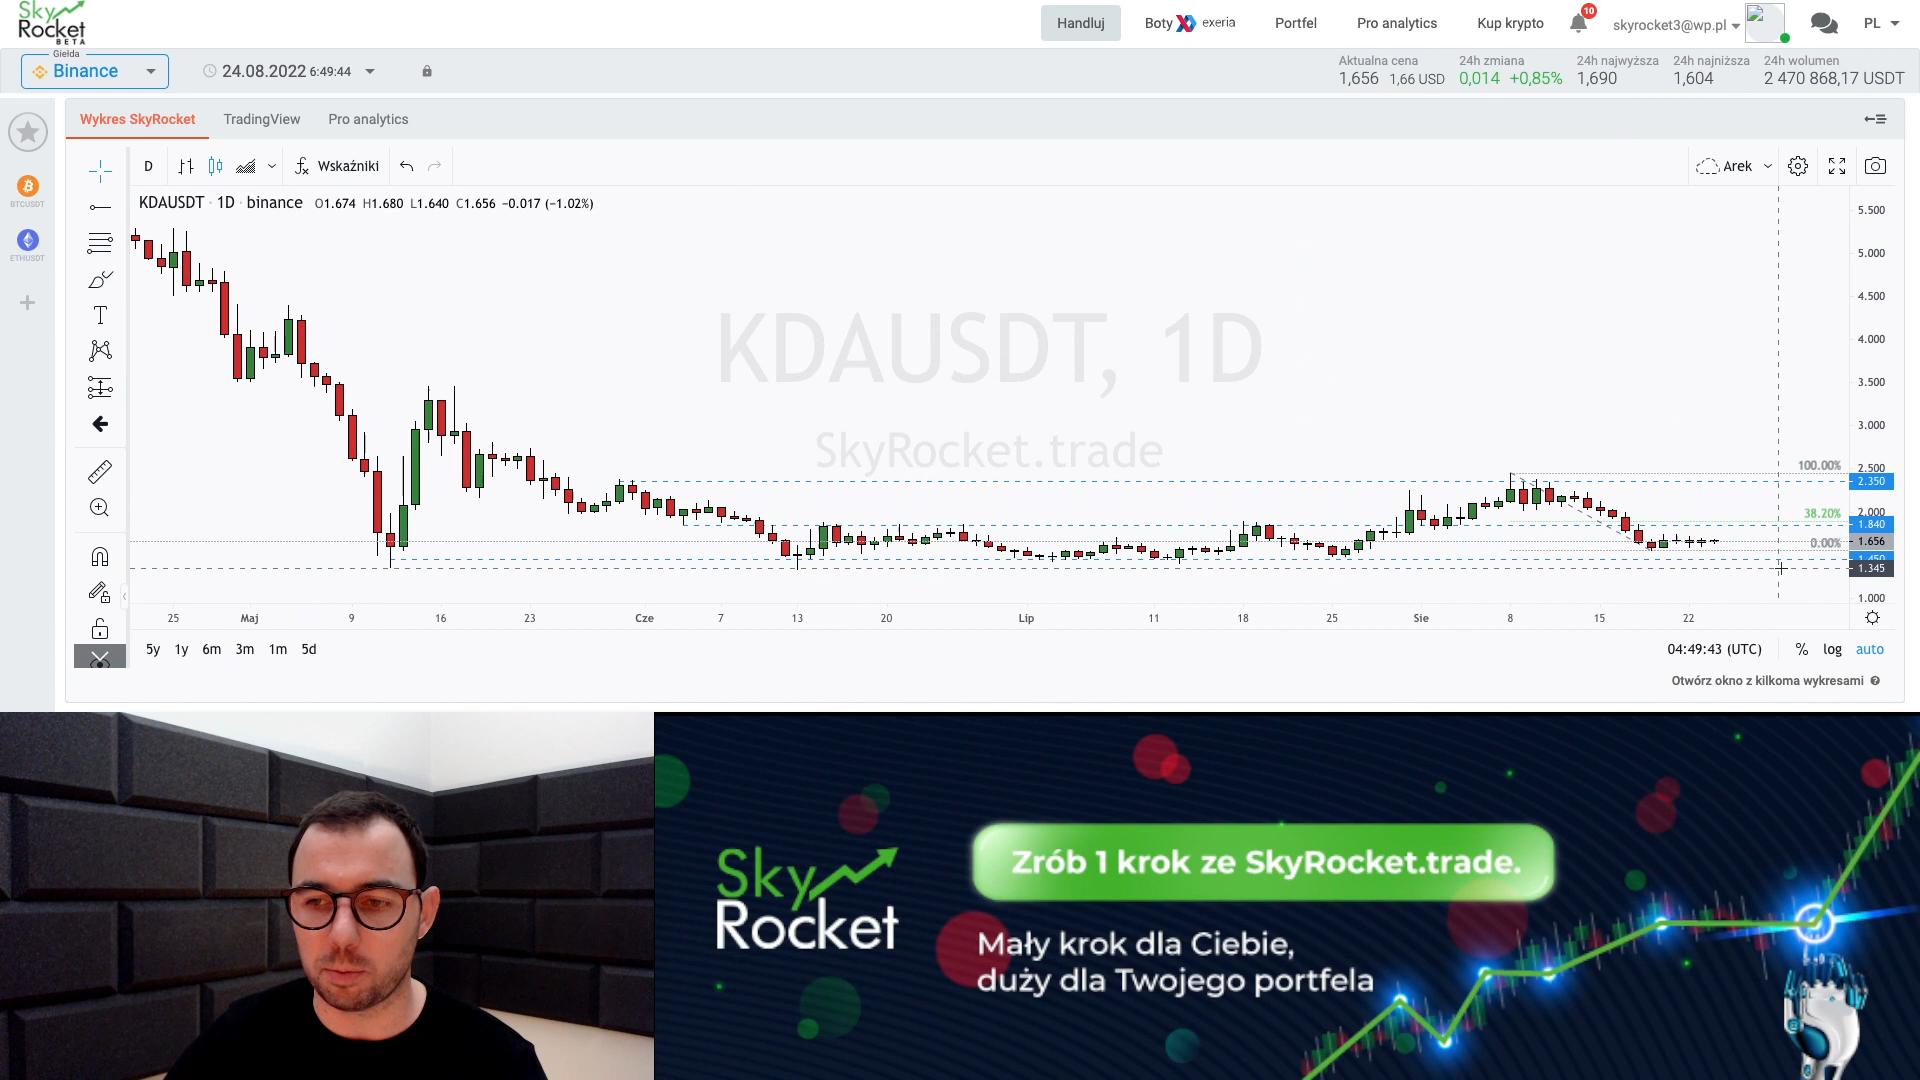 Sky
Rocket
BETA
Handluj
Boty exeria
Portfel
Pro analytics
Kup krypto
10
skyrocket3@wp.pl
PL
Giełda
Binance
24.08.2022 6:49:44
Aktualna cena
1,656 1,66 USD
24h zmiana
0,014 +0,85%
24h najwyższa
1,690
24h najniższa
1,604
24h wolumen
2 470 868,17 USDT
Wykres SkyRocket
TradingView
Pro analytics
BTCUSDT
ETHUSDT
D
Wskaźniki
Arek
KDAUSDT · 1D · binance O1.674 H1.680 L1.640 C1.656 −0.017 (−1.02%)
KDAUSDT, 1D
SkyRocket.trade
5.500
5.000
4.500
4.000
3.500
3.000
2.500
2.350
2.000
1.840
1.656
1.450
1.345
1.000
100.00%
38.20%
0.00%
25 Maj 9 16 23 Cze 7 13 20 Lip 11 18 25 Sie 8 15 22
5y 1y 6m 3m 1m 5d
04:49:43 (UTC) % log auto
Otwórz okno z kilkoma wykresami
Sky
Rocket
Zrób 1 krok ze SkyRocket.trade.
Mały krok dla Ciebie,
duży dla Twojego portfela